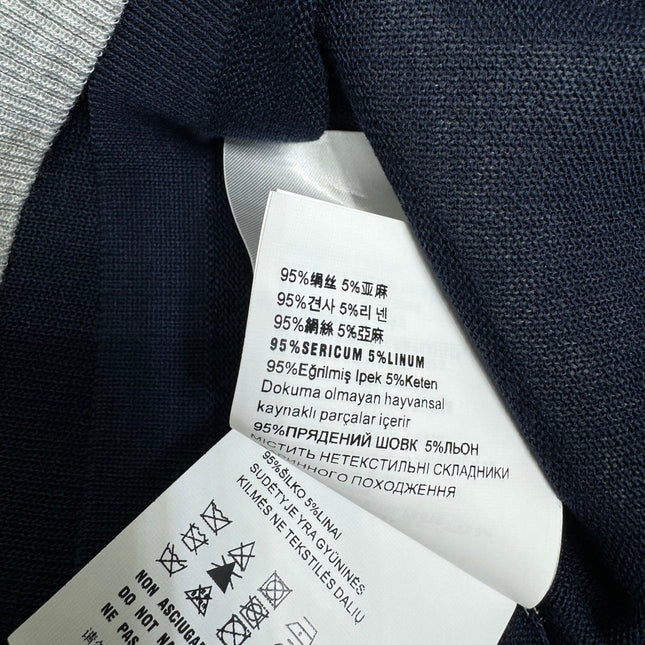 95%绢丝 5%亚麻
95%견사 5%리넨
95%絹絲 5%亞麻
95%SERICUM 5%LINUM
95%Eğrilmiş Ipek 5%Keten
Dokuma olmayan hayvansal
kaynaklı parçalar içerir
95%ПРЯДЕНИЙ ШОВК 5%ЛЬОН
МІСТИТЬ НЕТЕКСТИЛЬНІ СКЛАДНИКИ
ПОХОДЖЕННЯ
95%ŠILKO 5%LINAI
SUDĖTYJE YRA GYŪNINĖS
KILMĖS NE TEKSTILĖS DALIŲ
NON ASCIUGAR
DO NOT
NE PAS